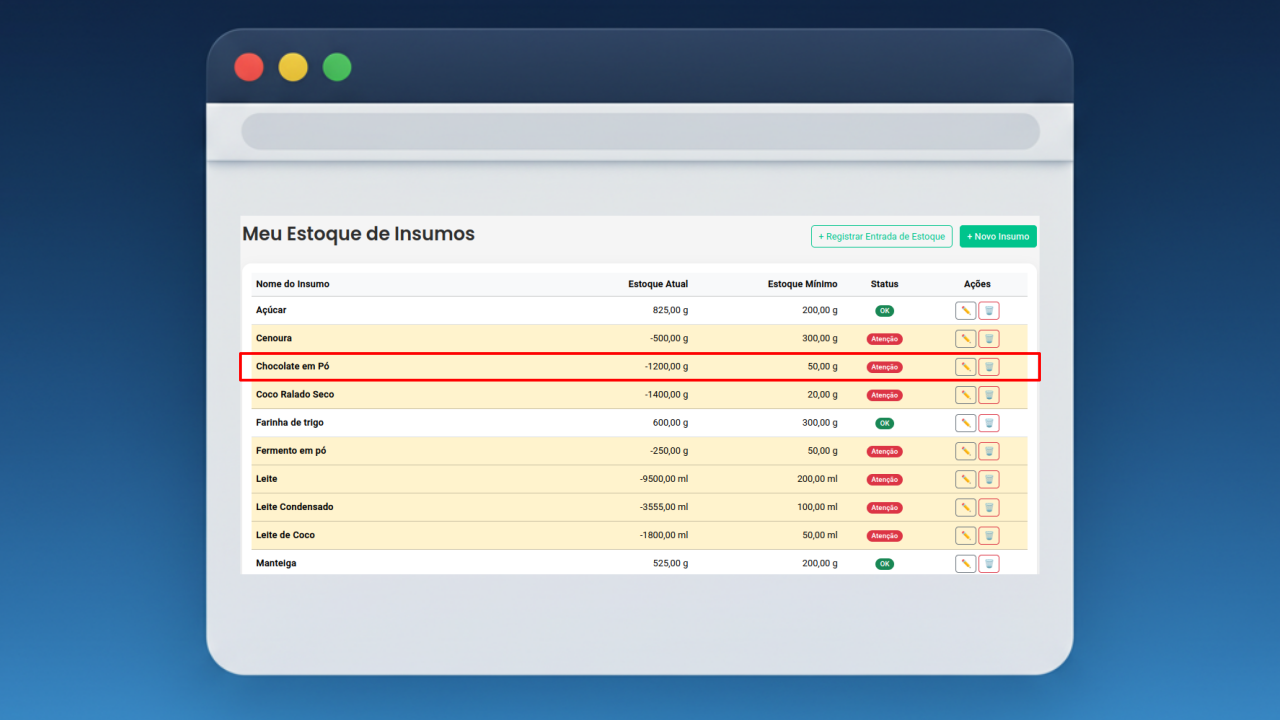 Meu Estoque de Insumos
+ Registrar Entrada de Estoque + Novo Insumo
Nome do Insumo Estoque Atual Estoque Mínimo Status Ações
Açúcar 825,00 g 200,00 g OK
Cenoura -500,00 g 300,00 g Atenção
Chocolate em Pó -1200,00 g 50,00 g Atenção
Coco Ralado Seco -1400,00 g 20,00 g Atenção
Farinha de trigo 600,00 g 300,00 g OK
Fermento em pó -250,00 g 50,00 g Atenção
Leite -9500,00 ml 200,00 ml Atenção
Leite Condensado -3555,00 ml 100,00 ml Atenção
Leite de Coco -1800,00 ml 50,00 ml Atenção
Manteiga 525,00 g 200,00 g OK